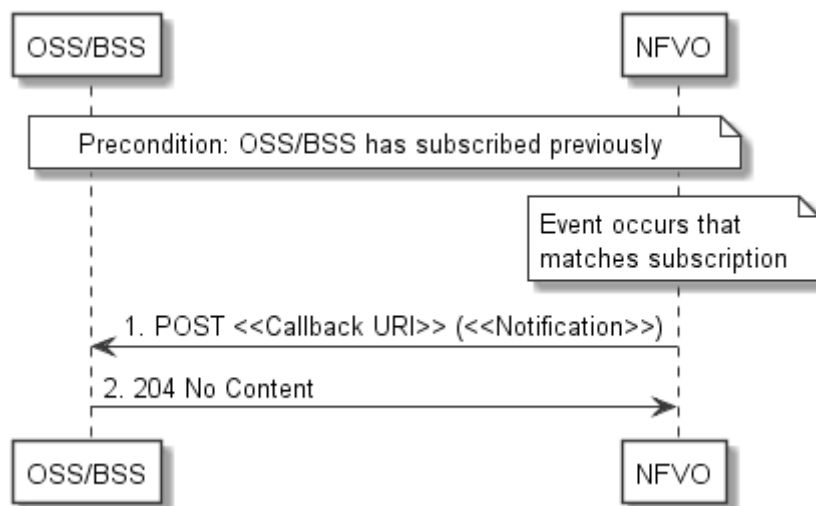 OSS/BSS
NFVO
Precondition: OSS/BSS has subscribed previously
Event occurs that
matches subscription
1. POST <<Callback URI>> (<<Notification>>)
2. 204 No Content
OSS/BSS
NFVO